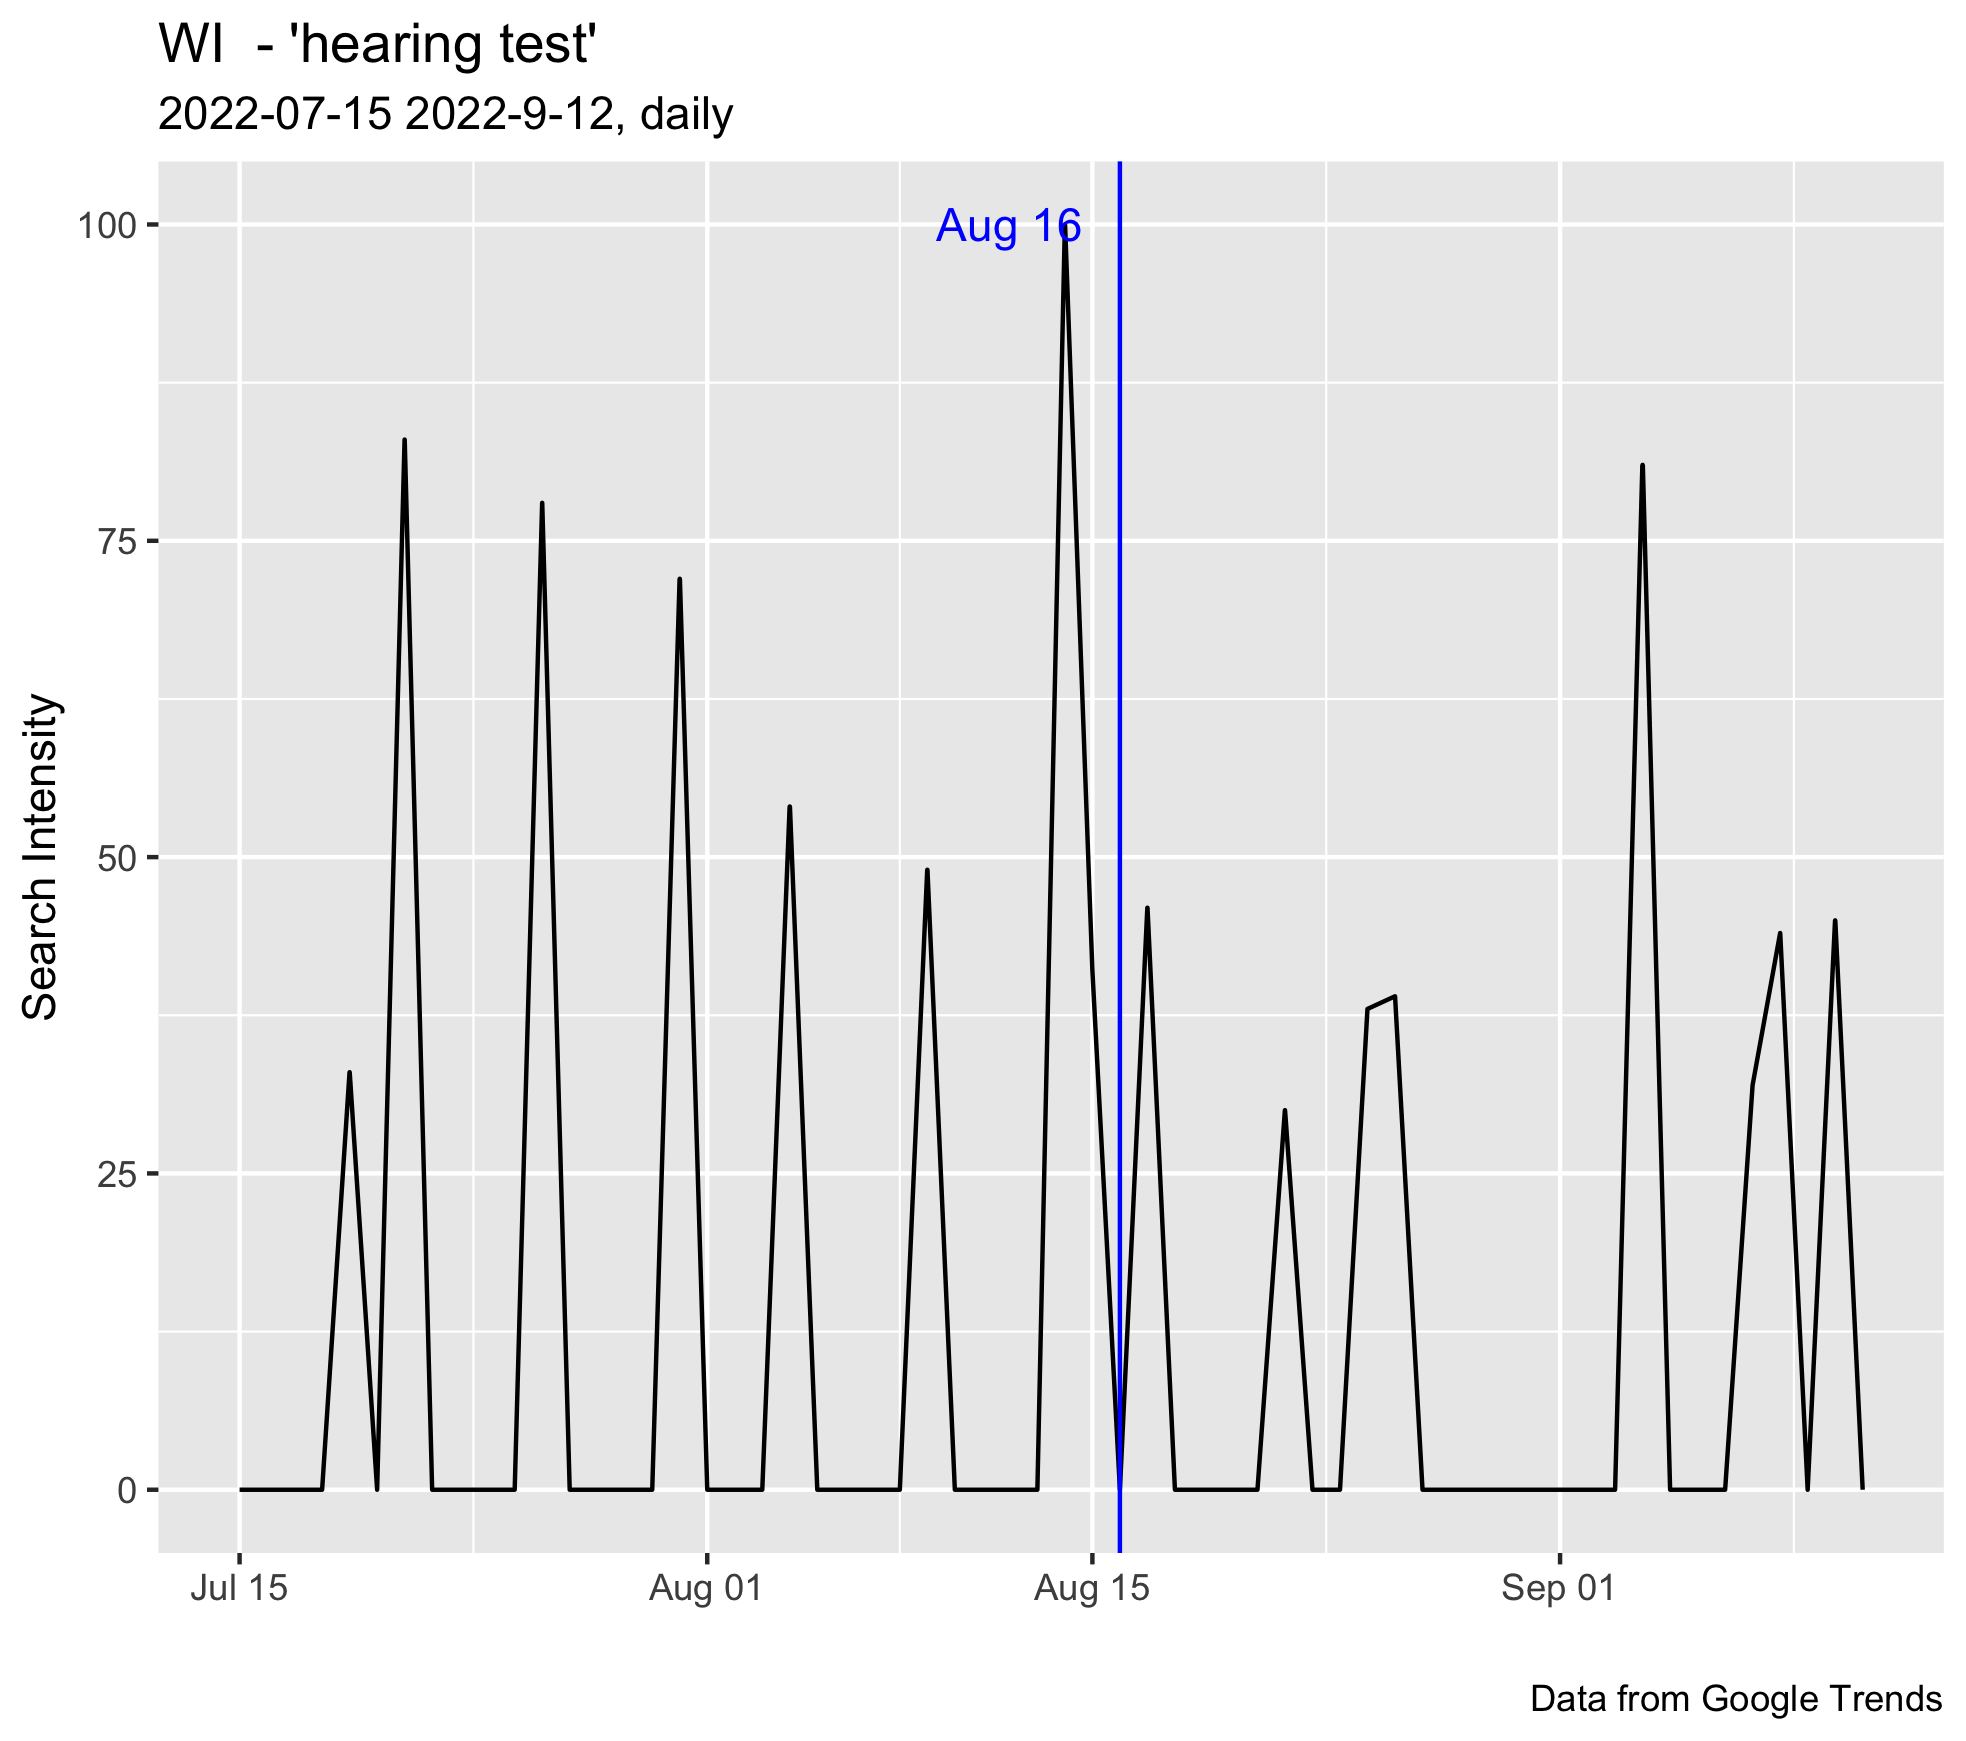 WI  - 'hearing test'
2022-07-15 2022-9-12, daily
Aug 16
100
75
50
25
0
Search Intensity
Jul 15
Aug 01
Aug 15
Sep 01
Data from Google Trends